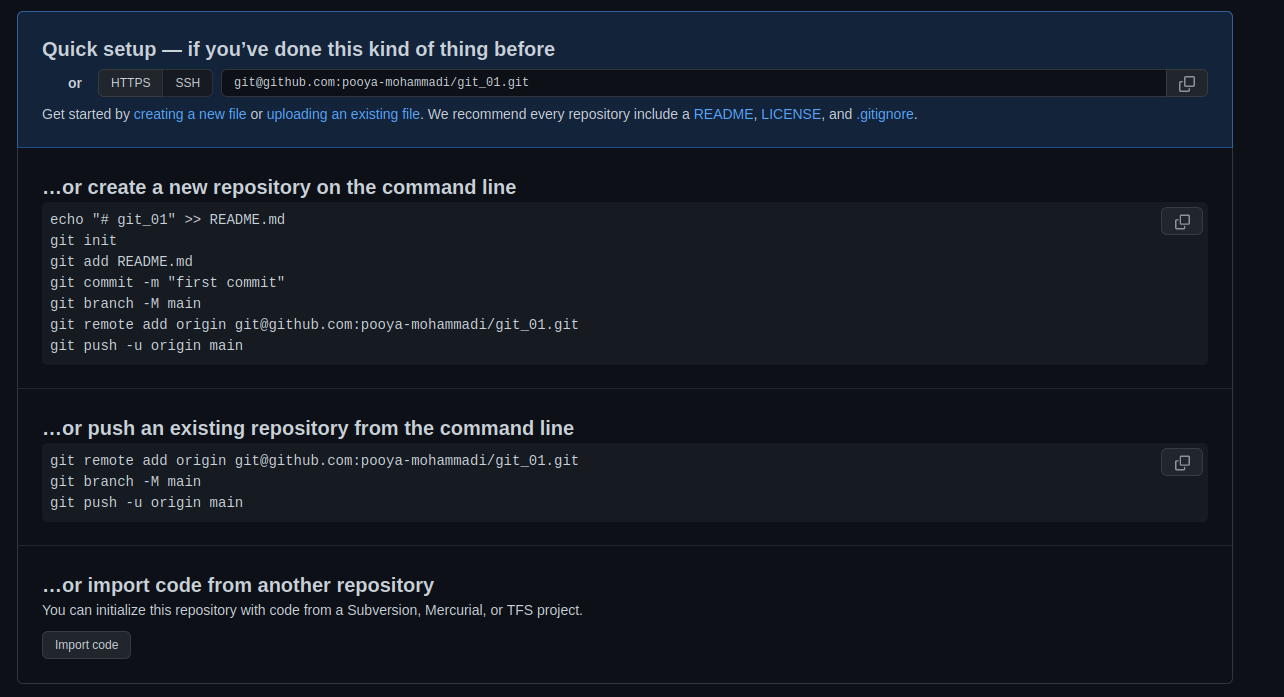 Quick setup — if you’ve done this kind of thing before
or HTTPS SSH git@github.com:pooya-mohammadi/git_01.git
Get started by creating a new file or uploading an existing file. We recommend every repository include a README, LICENSE, and .gitignore.
…or create a new repository on the command line
echo "# git_01" >> README.md
git init
git add README.md
git commit -m "first commit"
git branch -M main
git remote add origin git@github.com:pooya-mohammadi/git_01.git
git push -u origin main
…or push an existing repository from the command line
git remote add origin git@github.com:pooya-mohammadi/git_01.git
git branch -M main
git push -u origin main
…or import code from another repository
You can initialize this repository with code from a Subversion, Mercurial, or TFS project.
Import code